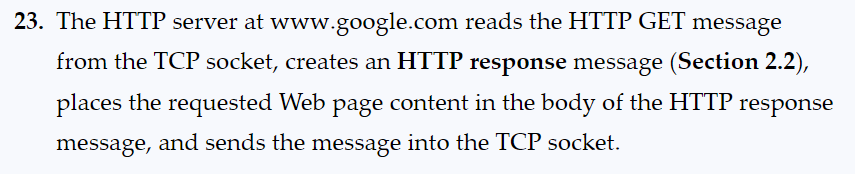 23. The HTTP server at www.google.com reads the HTTP GET message
from the TCP socket, creates an HTTP response message (Section 2.2),
places the requested Web page content in the body of the HTTP response
message, and sends the message into the TCP socket.